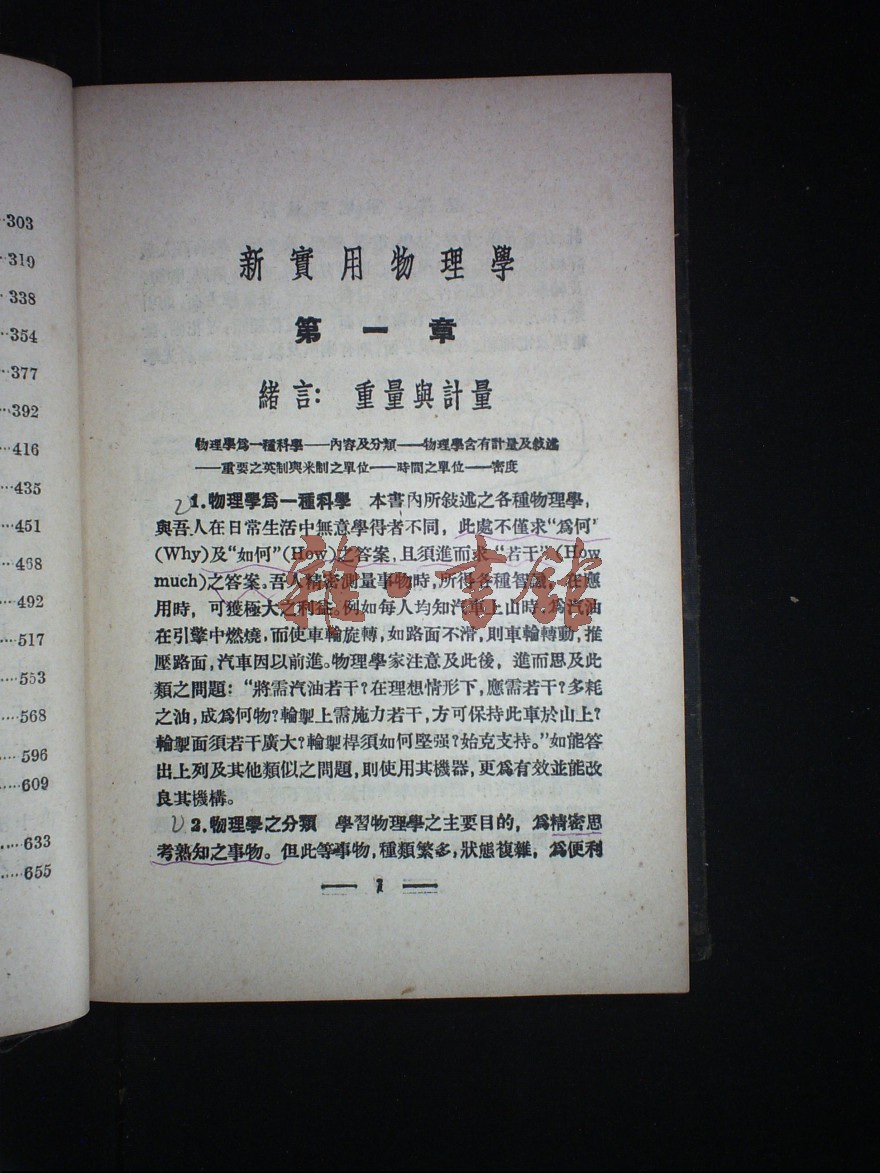 303
319
338
354
377
392
416
435
451
468
492
517
553
568
596
609
633
655
新實用物理學
第一章
緒言：重量與計量
物理學爲一種科學——內容及分類——物理學含有計量及敘述
——重要之英制與米制之單位——時間之單位——密度
1.物理學爲一種科學 本書內所敘述之各種物理學，
與吾人在日常生活中無意學得者不同，此處不僅求“爲何”
(Why)及“如何”(How)之答案，且須進而求“若干”(How
much)之答案。吾人精密測量事物時，所得各種智識，在應
用時，可獲極大之利益。例如每人均知汽車上山時，爲汽油
在引擎中燃燒，而使車輪旋轉，如路面不滑，則車輪轉動，推
壓路面，汽車因以前進。物理學家注意及此後，進而思及此
類之問題：“將需汽油若干？在理想情形下，應需若干？多耗
之油，成爲何物？輪掣上需施力若干，方可保持此車於山上？
輪掣面須若干廣大？輪掣桿須如何堅强？始克支持。”如能答
出上列及其他類似之問題，則使用其機器，更爲有效並能改
良其機構。
2.物理學之分類 學習物理學之主要目的，爲精密思
考熟知之事物。但此等事物，種類繁多，狀態複雜，爲便利
— 1 —
雜·書館